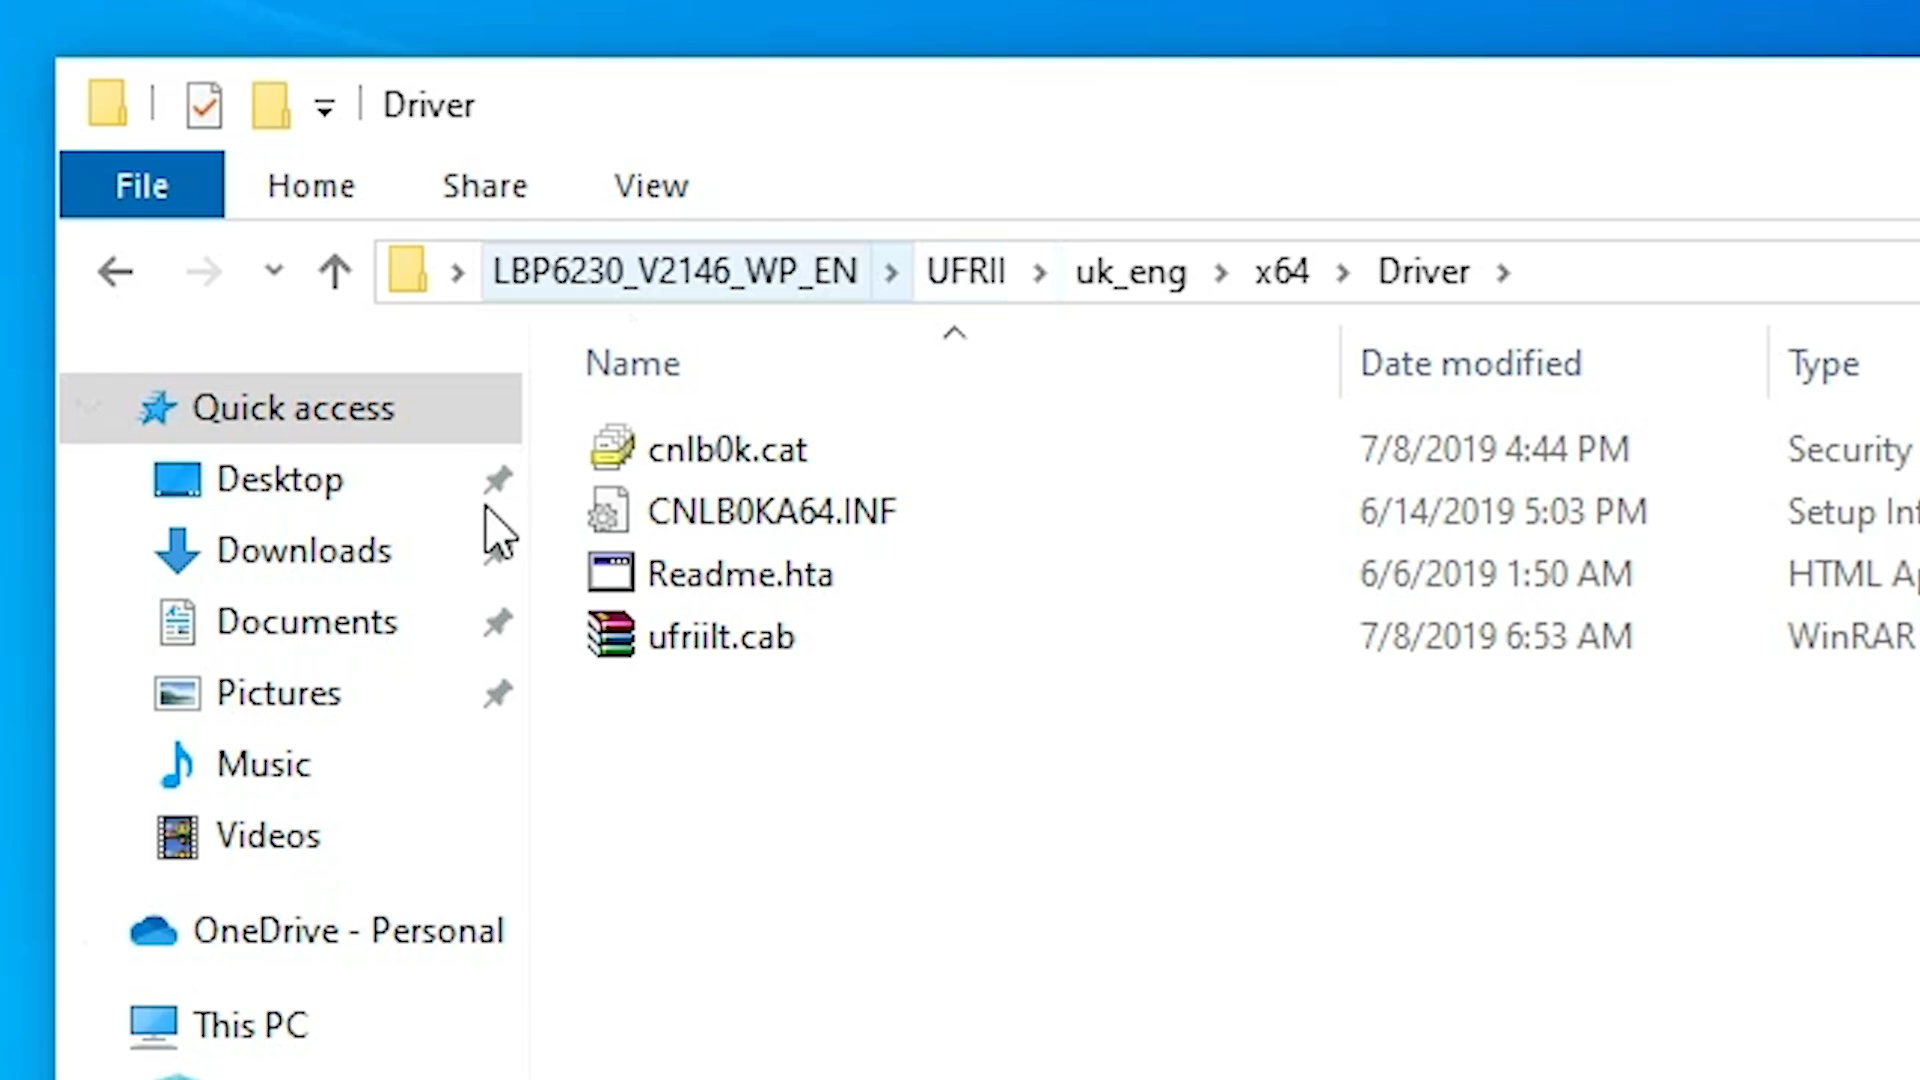 Driver
File Home Share View
LBP6230_V2146_WP_EN UFRII uk_eng x64 Driver
Name Date modified Type
Quick access
Desktop
Downloads
Documents
Pictures
Music
Videos
OneDrive - Personal
This PC
cnlb0k.cat 7/8/2019 4:44 PM Security
CNLB0KA64.INF 6/14/2019 5:03 PM Setup Inf
Readme.hta 6/6/2019 1:50 AM HTML Ap
ufriilt.cab 7/8/2019 6:53 AM WinRAR